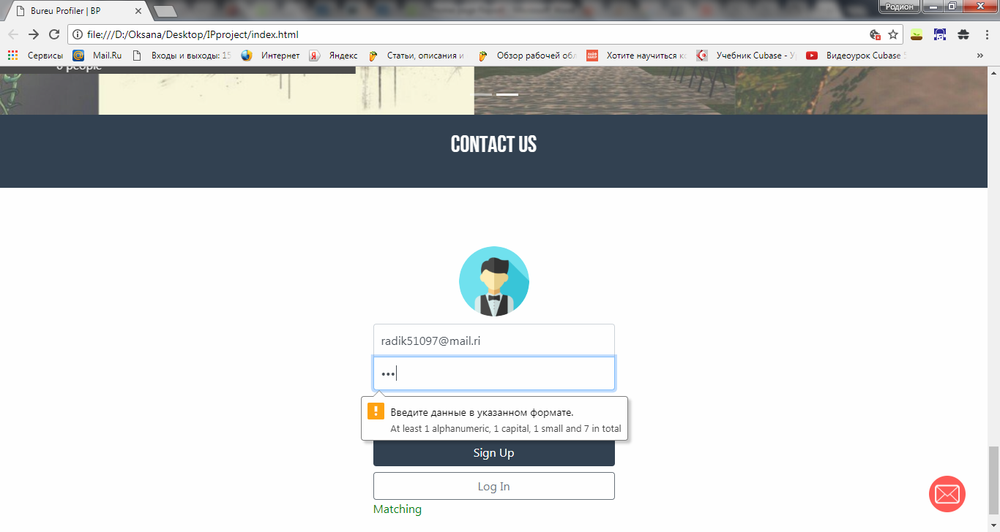 Bureu Profiler | BP
Родион
file:///D:/Oksana/Desktop/IPproject/index.html
Сервисы
Mail.Ru
Входы и выходы: 15
Интернет
Яндекс
Статьи, описания и
Обзор рабочей обл
Хотите научиться
Учебник Cubase - У
Видеоурок Cubase
»
0 people
CONTACT US
radik51097@mail.ri
•••
Введите данные в указанном формате.
At least 1 alphanumeric, 1 capital, 1 small and 7 in total
Sign Up
Log In
Matching